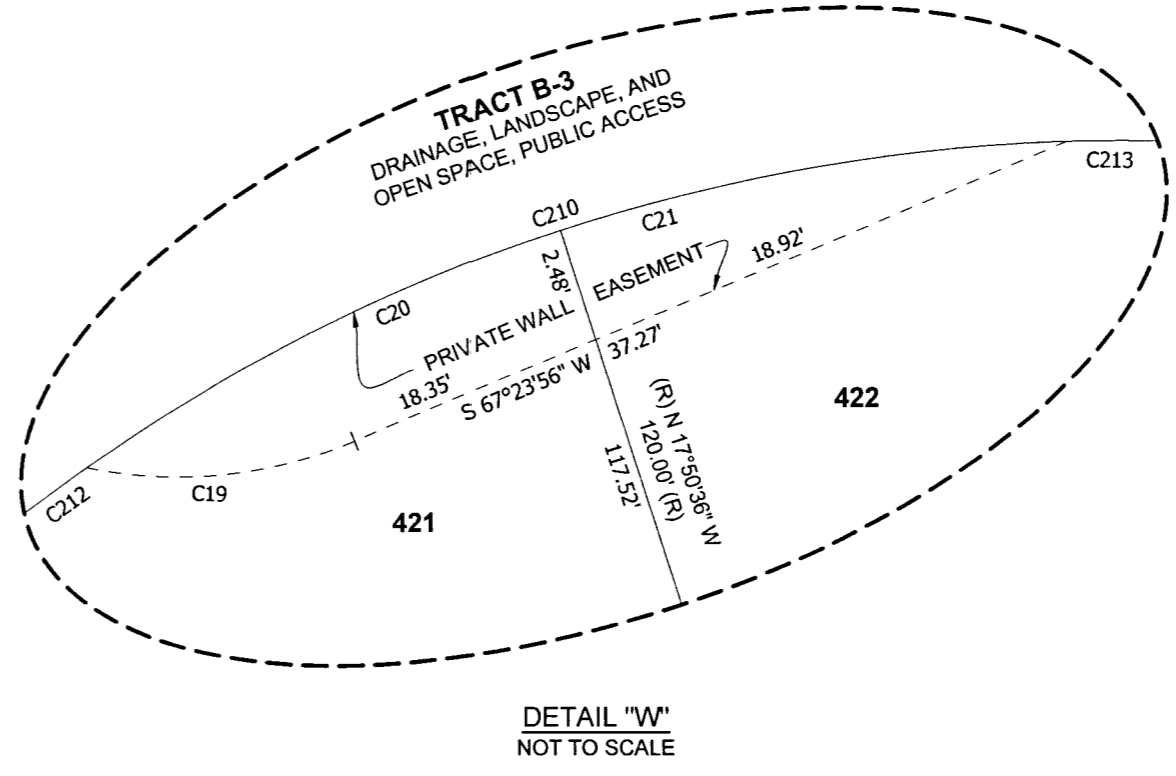 TRACT B-3
DRAINAGE, LANDSCAPE, AND
OPEN SPACE, PUBLIC ACCESS
C213
C210
C21
2.48'
PRIVATE WALL EASEMENT
18.92'
C20
37.27'
18.35'
S 67°23'56" W
(R) N 17°50'36" W
120.00' (R)
117.52'
422
C212
C19
421
DETAIL "W"
NOT TO SCALE